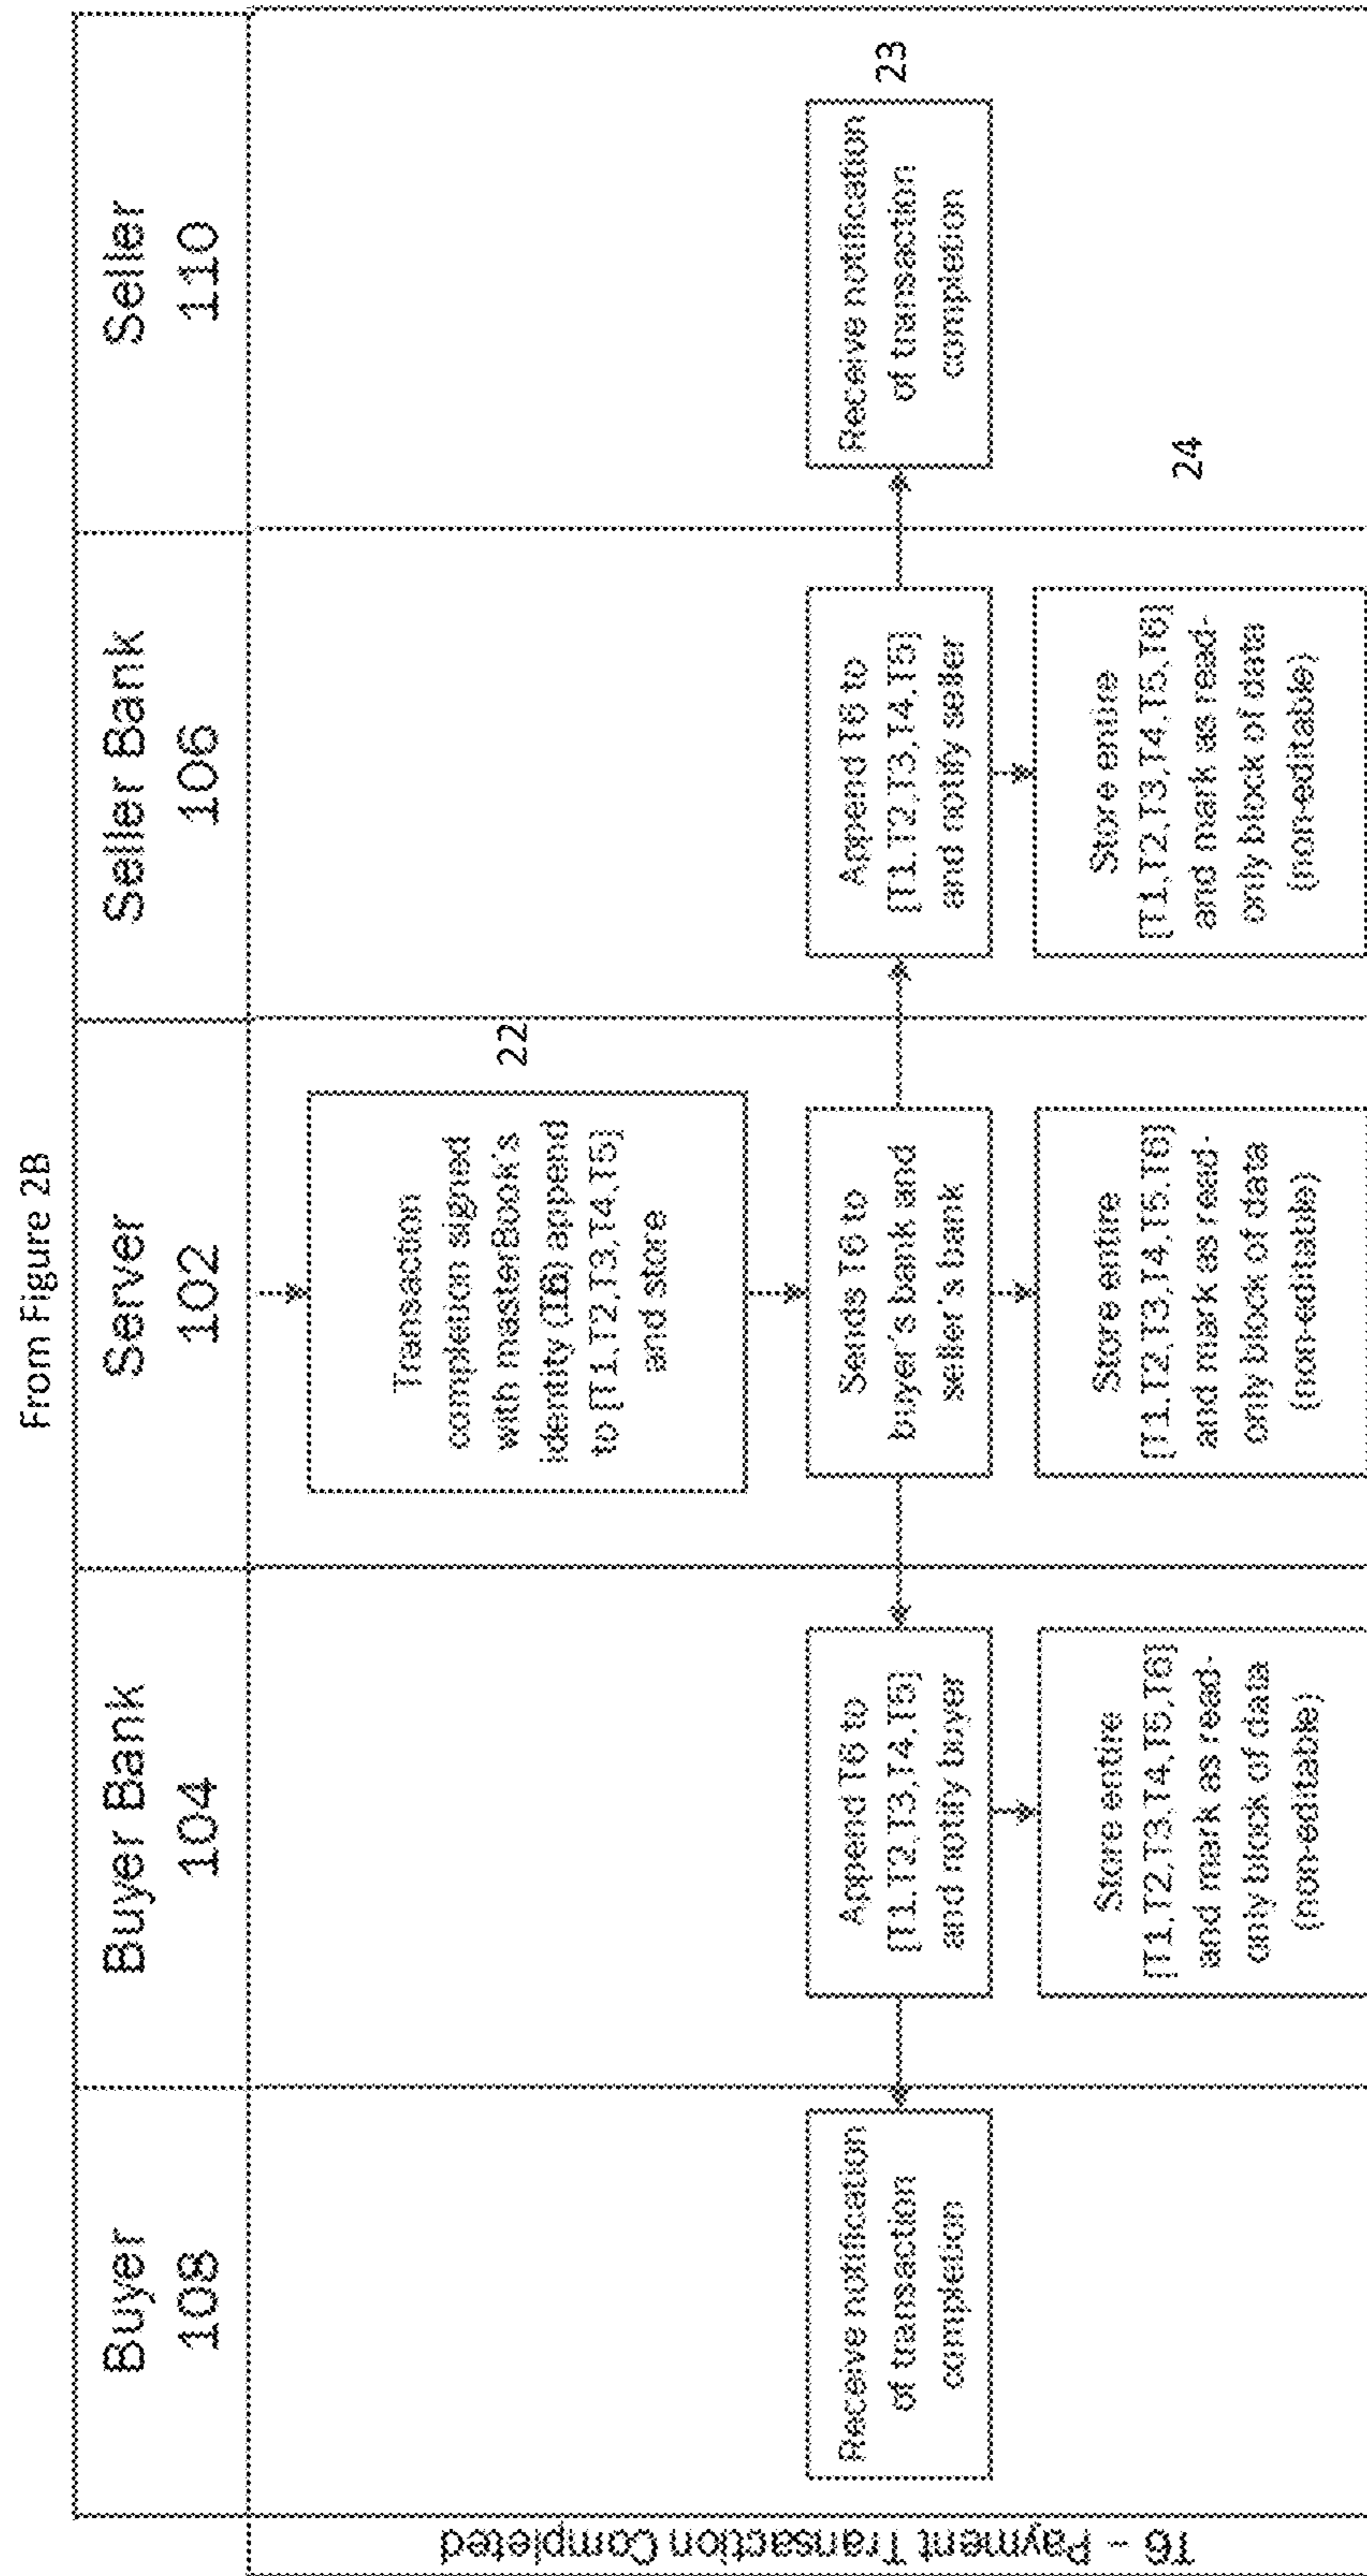 From Figure 2B
Buyer
108
Buyer Bank
104
Server
102
Seller Bank
106
Seller
110
T6 - Payment Transaction Completed
Transaction
completion signed
with masterBook's
identity (T6) append
to [T1,T2,T3,T4,T5]
and store
22
Receive notification
of transaction
completion
Append T6 to
[T1,T2,T3,T4,T5]
and notify buyer
Sends T6 to
buyer's bank and
seller's bank
Append T6 to
[T1,T2,T3,T4,T5]
and notify seller
Receive notification
of transaction
completion
23
Store entire
[T1,T2,T3,T4,T5,T6]
and mark as read-
only block of data
(non-editable)
Store entire
[T1,T2,T3,T4,T5,T6]
and mark as read-
only block of data
(non-editable)
Store entire
[T1,T2,T3,T4,T5,T6]
and mark as read-
only block of data
(non-editable)
24